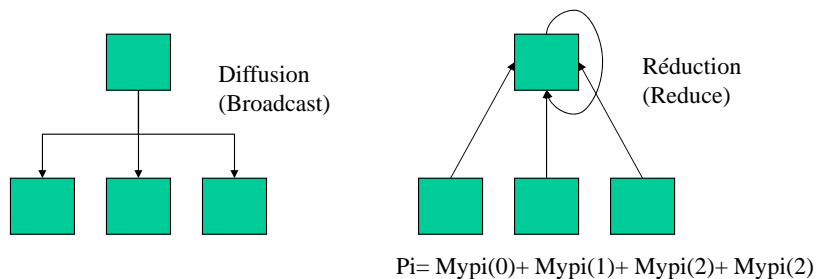 Diffusion
(Broadcast)
Réduction
(Reduce)
Pi= Mypi(0)+ Mypi(1)+ Mypi(2)+ Mypi(2)